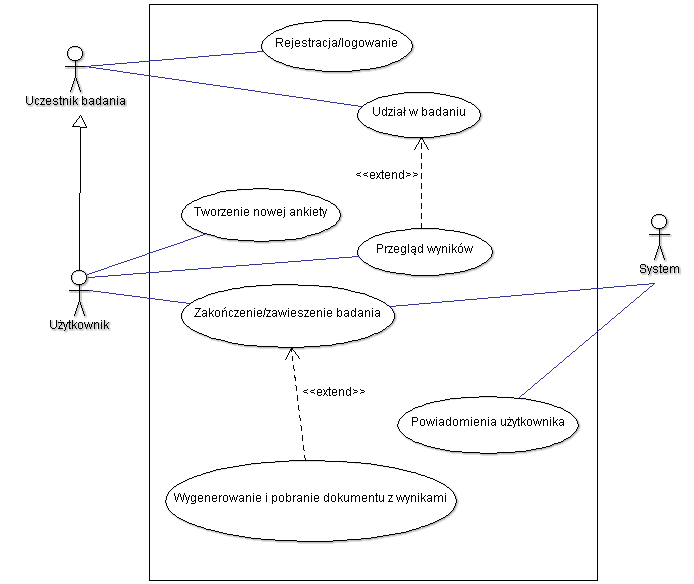 Rejestracja/logowanie
Uczestnik badania
Udział w badaniu
<<extend>>
Tworzenie nowej ankiety
Przegląd wyników
System
Zakończenie/zawieszenie badania
Użytkownik
<<extend>>
Powiadomienia użytkownika
Wygenerowanie i pobranie dokumentu z wynikami